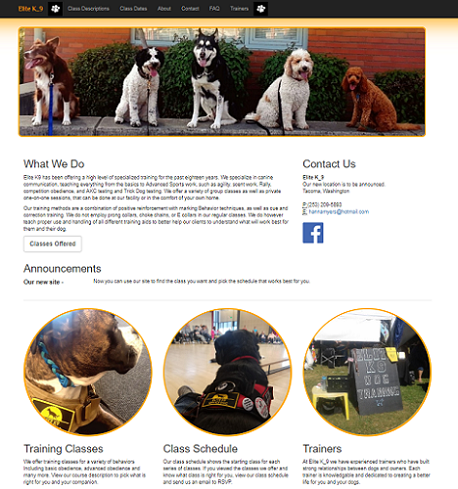 Elite K_9 Class Descriptions Class Dates About Contact FAQ Trainers
What We Do
Elite K9 has been offering a high level of specialized training for the past eighteen years. We specialize in canine
communication, teaching everything from the basics to Advanced Sports work, such as agility, scent work, Rally,
competition obedience, and AKC testing and Trick Dog testing. We offer a variety of group classes as well as private
one-on-one sessions, that can be done at our facility or in the comfort of your own home.
Our training methods are a combination of positive reinforcement with marking Behavior techniques, as well as cue and
correction training. We do not employ prong collars, choke chains, or E collars in our regular classes. We do however
teach proper use and handling of all different training aids to better help our clients to understand what will work best for
them and their dog.
Classes Offered
Contact Us
Elite K_9
Our new location is to be announced.
Tacoma, Washington
P:(253) 209-5593
E: hannamyers@hotmail.com
f
Announcements
Our new site - Now you can use our site to find the class you want and pick the schedule that works best for you.
ELITE
K9
DOG
TRAINING
Training Classes
We offer training classes for a variety of behaviors
including basic obedience, advanced obedience and
many more. View our course description to pick what is
right for you and your companion.
Class Schedule
Our class schedule shows the starting class for each
series of classes. If you viewed the classes we offer and
know what class is right for you, view our class schedule
and send us an email to RSVP.
Trainers
At Elite K_9 we have experienced trainers who have built
strong relationships between dogs and owners. Each
trainer is knowledgable and dedicated to creating a better
life for you and your dogs.